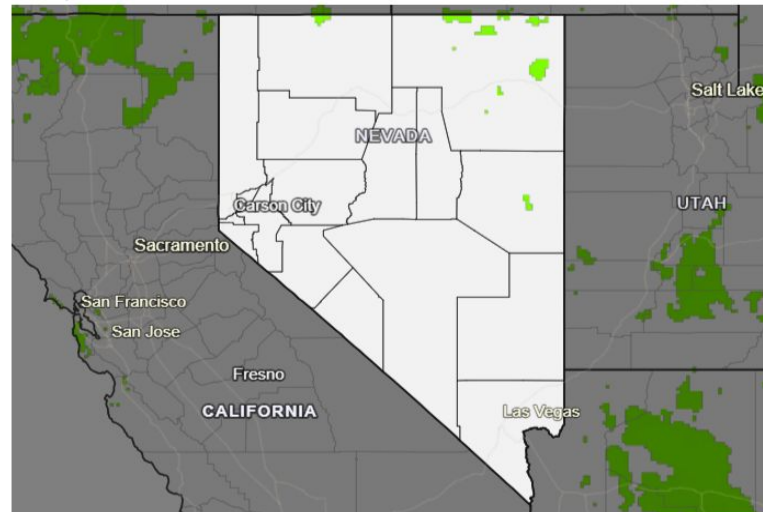 Salt Lake
NEVADA
UTAH
Carson City
Sacramento
San Francisco
San Jose
Fresno
CALIFORNIA
Las Vegas